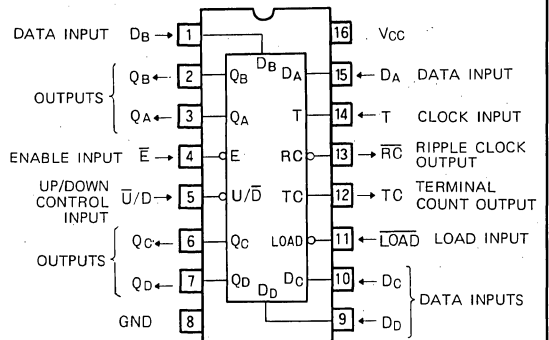 DATA INPUT D_B → 1
Q_B ← 2
OUTPUTS
Q_A ← 3
ENABLE INPUT E̅ → 4
UP/DOWN
CONTROL
INPUT
U̅/D → 5
Q_C ← 6
OUTPUTS
Q_D ← 7
GND 8
D_B
Q_B D_A
Q_A T
E RC
U/D̅ TC
Q_C LOAD
Q_D D_C
D_D
16 VCC
15 ← D_A DATA INPUT
14 ← T CLOCK INPUT
13 → R̅C̅ RIPPLE CLOCK
OUTPUT
12 → TC TERMINAL
COUNT OUTPUT
11 ← L̅O̅A̅D̅ LOAD INPUT
10 ← D_C
DATA INPUTS
9 ← D_D